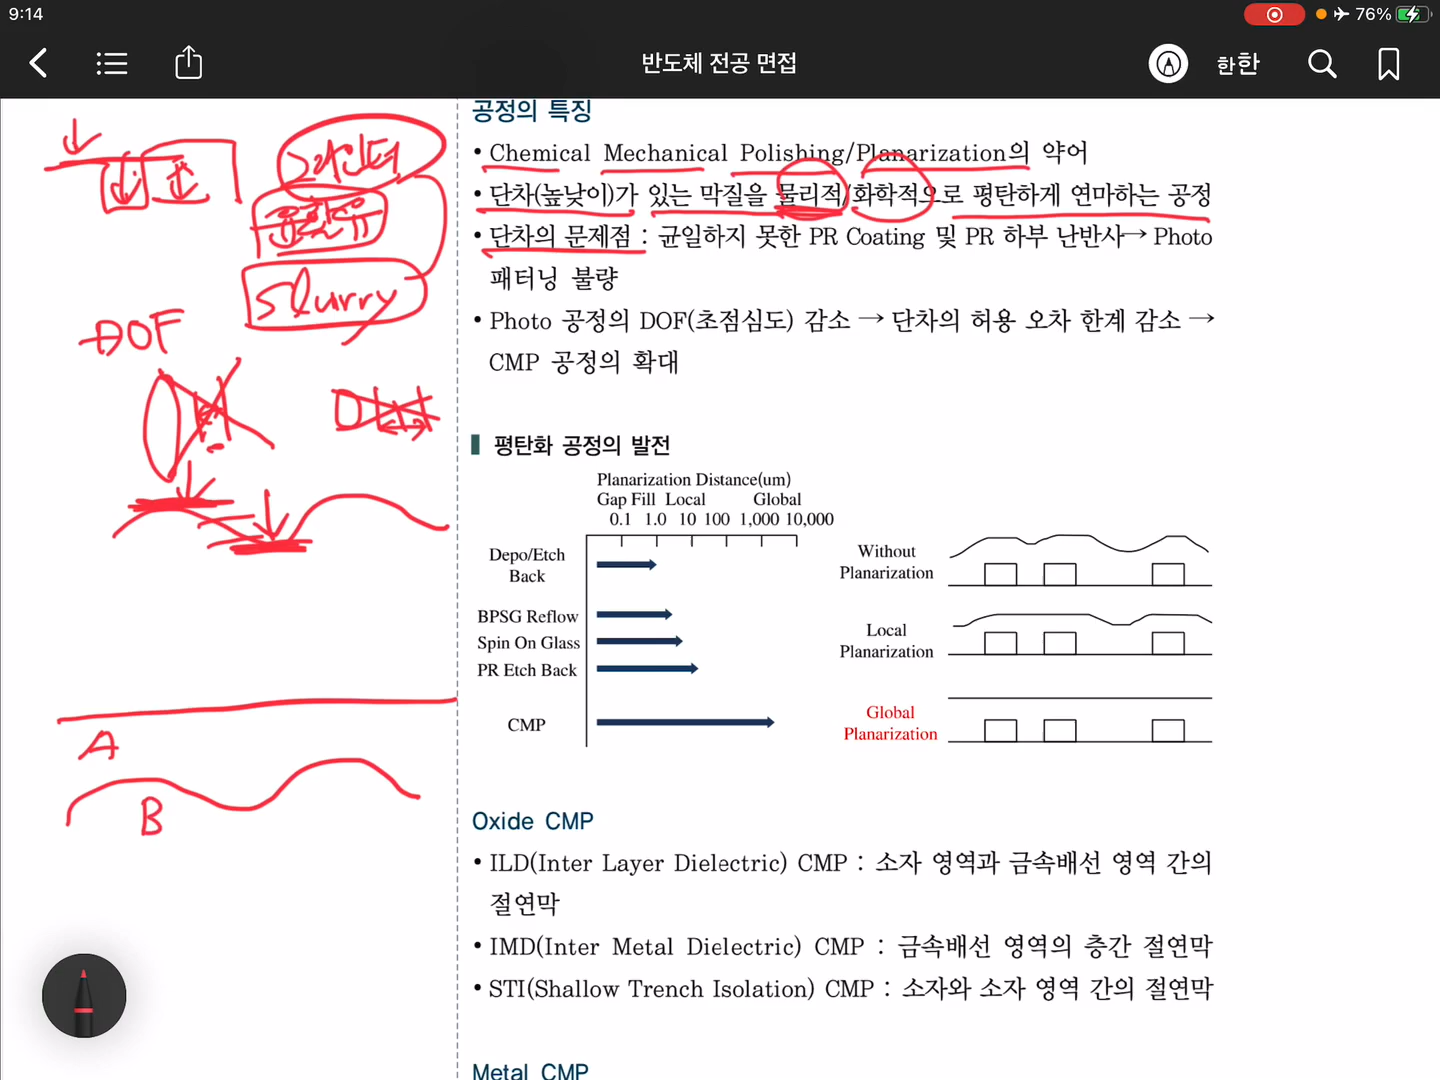 9:14
76%
반도체 전공 면접
한한
공정의 특징
• Chemical Mechanical Polishing/Planarization의 약어
• 단차(높낮이)가 있는 막질을 물리적/화학적으로 평탄하게 연마하는 공정
• 단차의 문제점 : 균일하지 못한 PR Coating 및 PR 하부 난반사→ Photo
패터닝 불량
• Photo 공정의 DOF(초점심도) 감소 → 단차의 허용 오차 한계 감소 →
CMP 공정의 확대
그라인더
윤활유
Slurry
DOF
A
B
평탄화 공정의 발전
Planarization Distance(um)
Gap Fill Local Global
0.1 1.0 10 100 1,000 10,000
Depo/Etch
Back
BPSG Reflow
Spin On Glass
PR Etch Back
CMP
Without
Planarization
Local
Planarization
Global
Planarization
Oxide CMP
• ILD(Inter Layer Dielectric) CMP : 소자 영역과 금속배선 영역 간의
절연막
• IMD(Inter Metal Dielectric) CMP : 금속배선 영역의 층간 절연막
• STI(Shallow Trench Isolation) CMP : 소자와 소자 영역 간의 절연막
Metal CMP